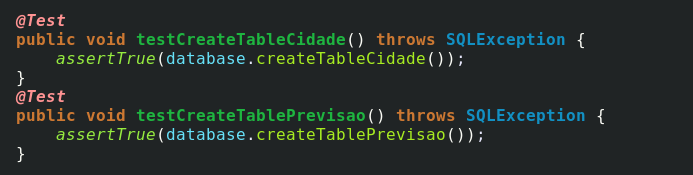 @Test
public void testCreateTableCidade() throws SQLException {
    assertTrue(database.createTableCidade());
}
@Test
public void testCreateTablePrevisao() throws SQLException {
    assertTrue(database.createTablePrevisao());
}